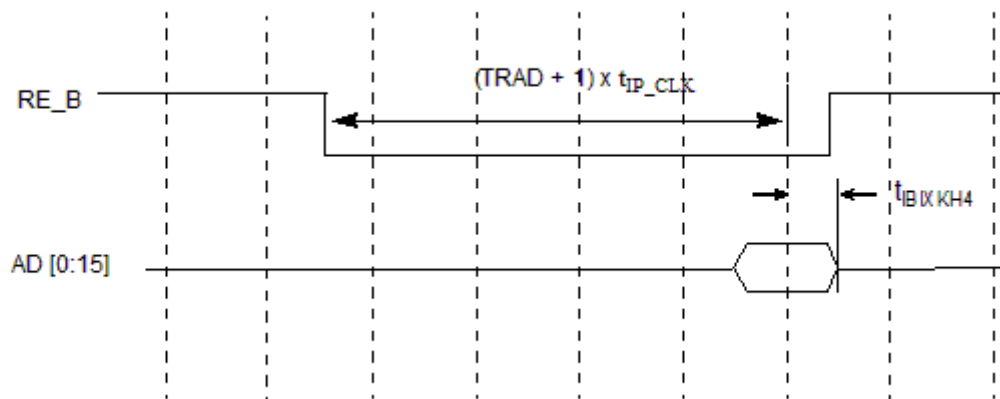 (TRAD + 1) x tIP_CLK
RE_B
tIBIXKH4
AD [0:15]